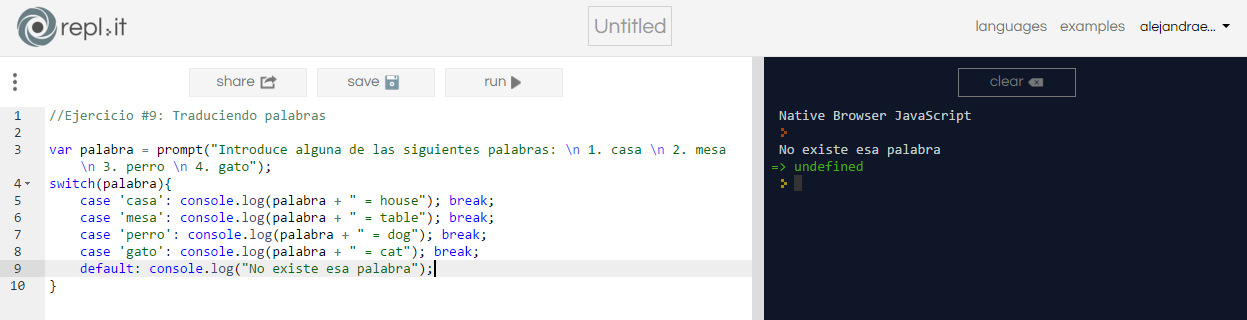 repl.it
Untitled
languages examples alejandrae...
share save run
clear
1 //Ejercicio #9: Traduciendo palabras
2
3 var palabra = prompt("Introduce alguna de las siguientes palabras: \n 1. casa \n 2. mesa
\n 3. perro \n 4. gato");
4 switch(palabra){
5 case 'casa': console.log(palabra + " = house"); break;
6 case 'mesa': console.log(palabra + " = table"); break;
7 case 'perro': console.log(palabra + " = dog"); break;
8 case 'gato': console.log(palabra + " = cat"); break;
9 default: console.log("No existe esa palabra");
10 }
Native Browser JavaScript
No existe esa palabra
=> undefined